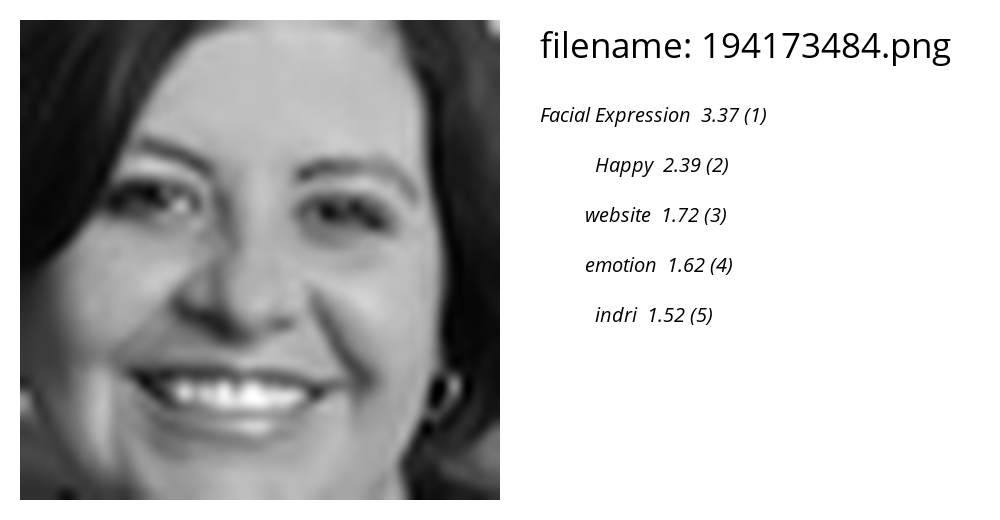 filename: 194173484.png
Facial Expression 3.37 (1)
Happy 2.39 (2)
website 1.72 (3)
emotion 1.62 (4)
indri 1.52 (5)